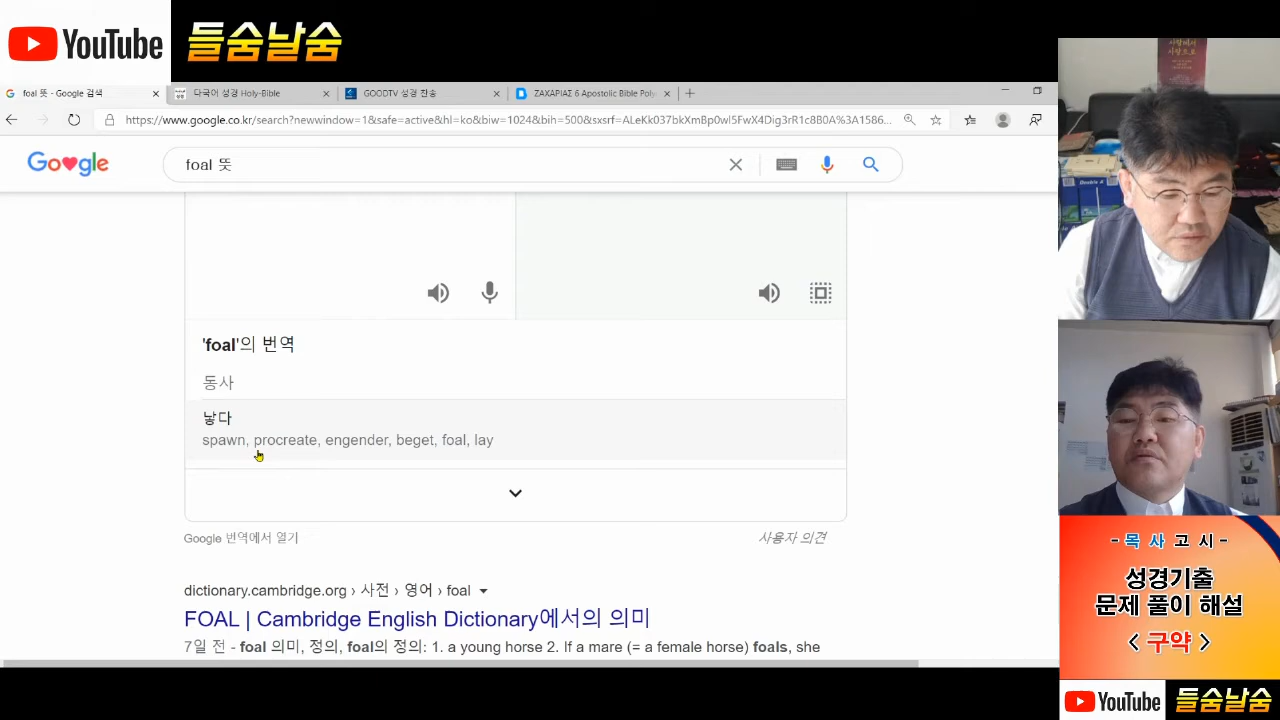 YouTube 들숨날숨
foal 뜻 - Google 검색
다국어 성경 Holy-Bible
GOODTV 성경 찬송
ΖΑΧΑΡΙΑΣ 6 Apostolic Bible Poly
https://www.google.co.kr/search?newwindow=1&safe=active&hl=ko&biw=1024&bih=500&sxsrf=ALeKk037bkXmBp0wl5FwX4Dig3rR1c8B0A%3A1586...
Google
foal 뜻
'foal'의 번역
동사
낳다
spawn, procreate, engender, beget, foal, lay
Google 번역에서 열기
사용자 의견
dictionary.cambridge.org › 사전 › 영어 › foal
FOAL | Cambridge English Dictionary에서의 의미
7일 전 - foal 의미, 정의, foal의 정의: 1. a young horse 2. If a mare (= a female horse) foals, she
- 목 사 고 시 -
성경기출
문제 풀이 해설
< 구약 >
YouTube 들숨날숨